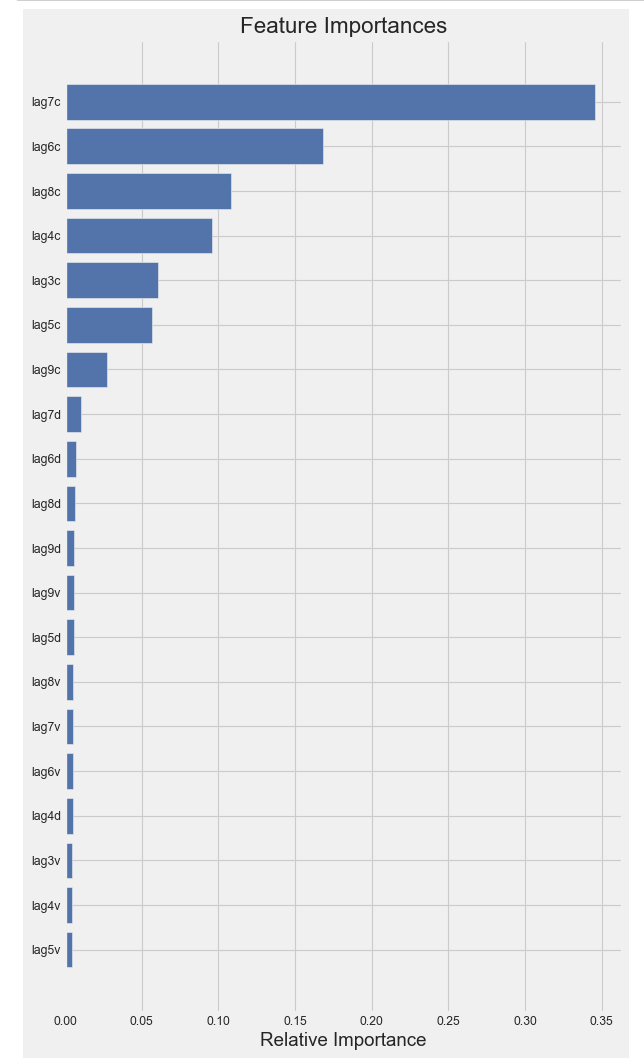 Feature Importances
lag7c
lag6c
lag8c
lag4c
lag3c
lag5c
lag9c
lag7d
lag6d
lag8d
lag9d
lag9v
lag5d
lag8v
lag7v
lag6v
lag4d
lag3v
lag4v
lag5v
0.00 0.05 0.10 0.15 0.20 0.25 0.30 0.35
Relative Importance